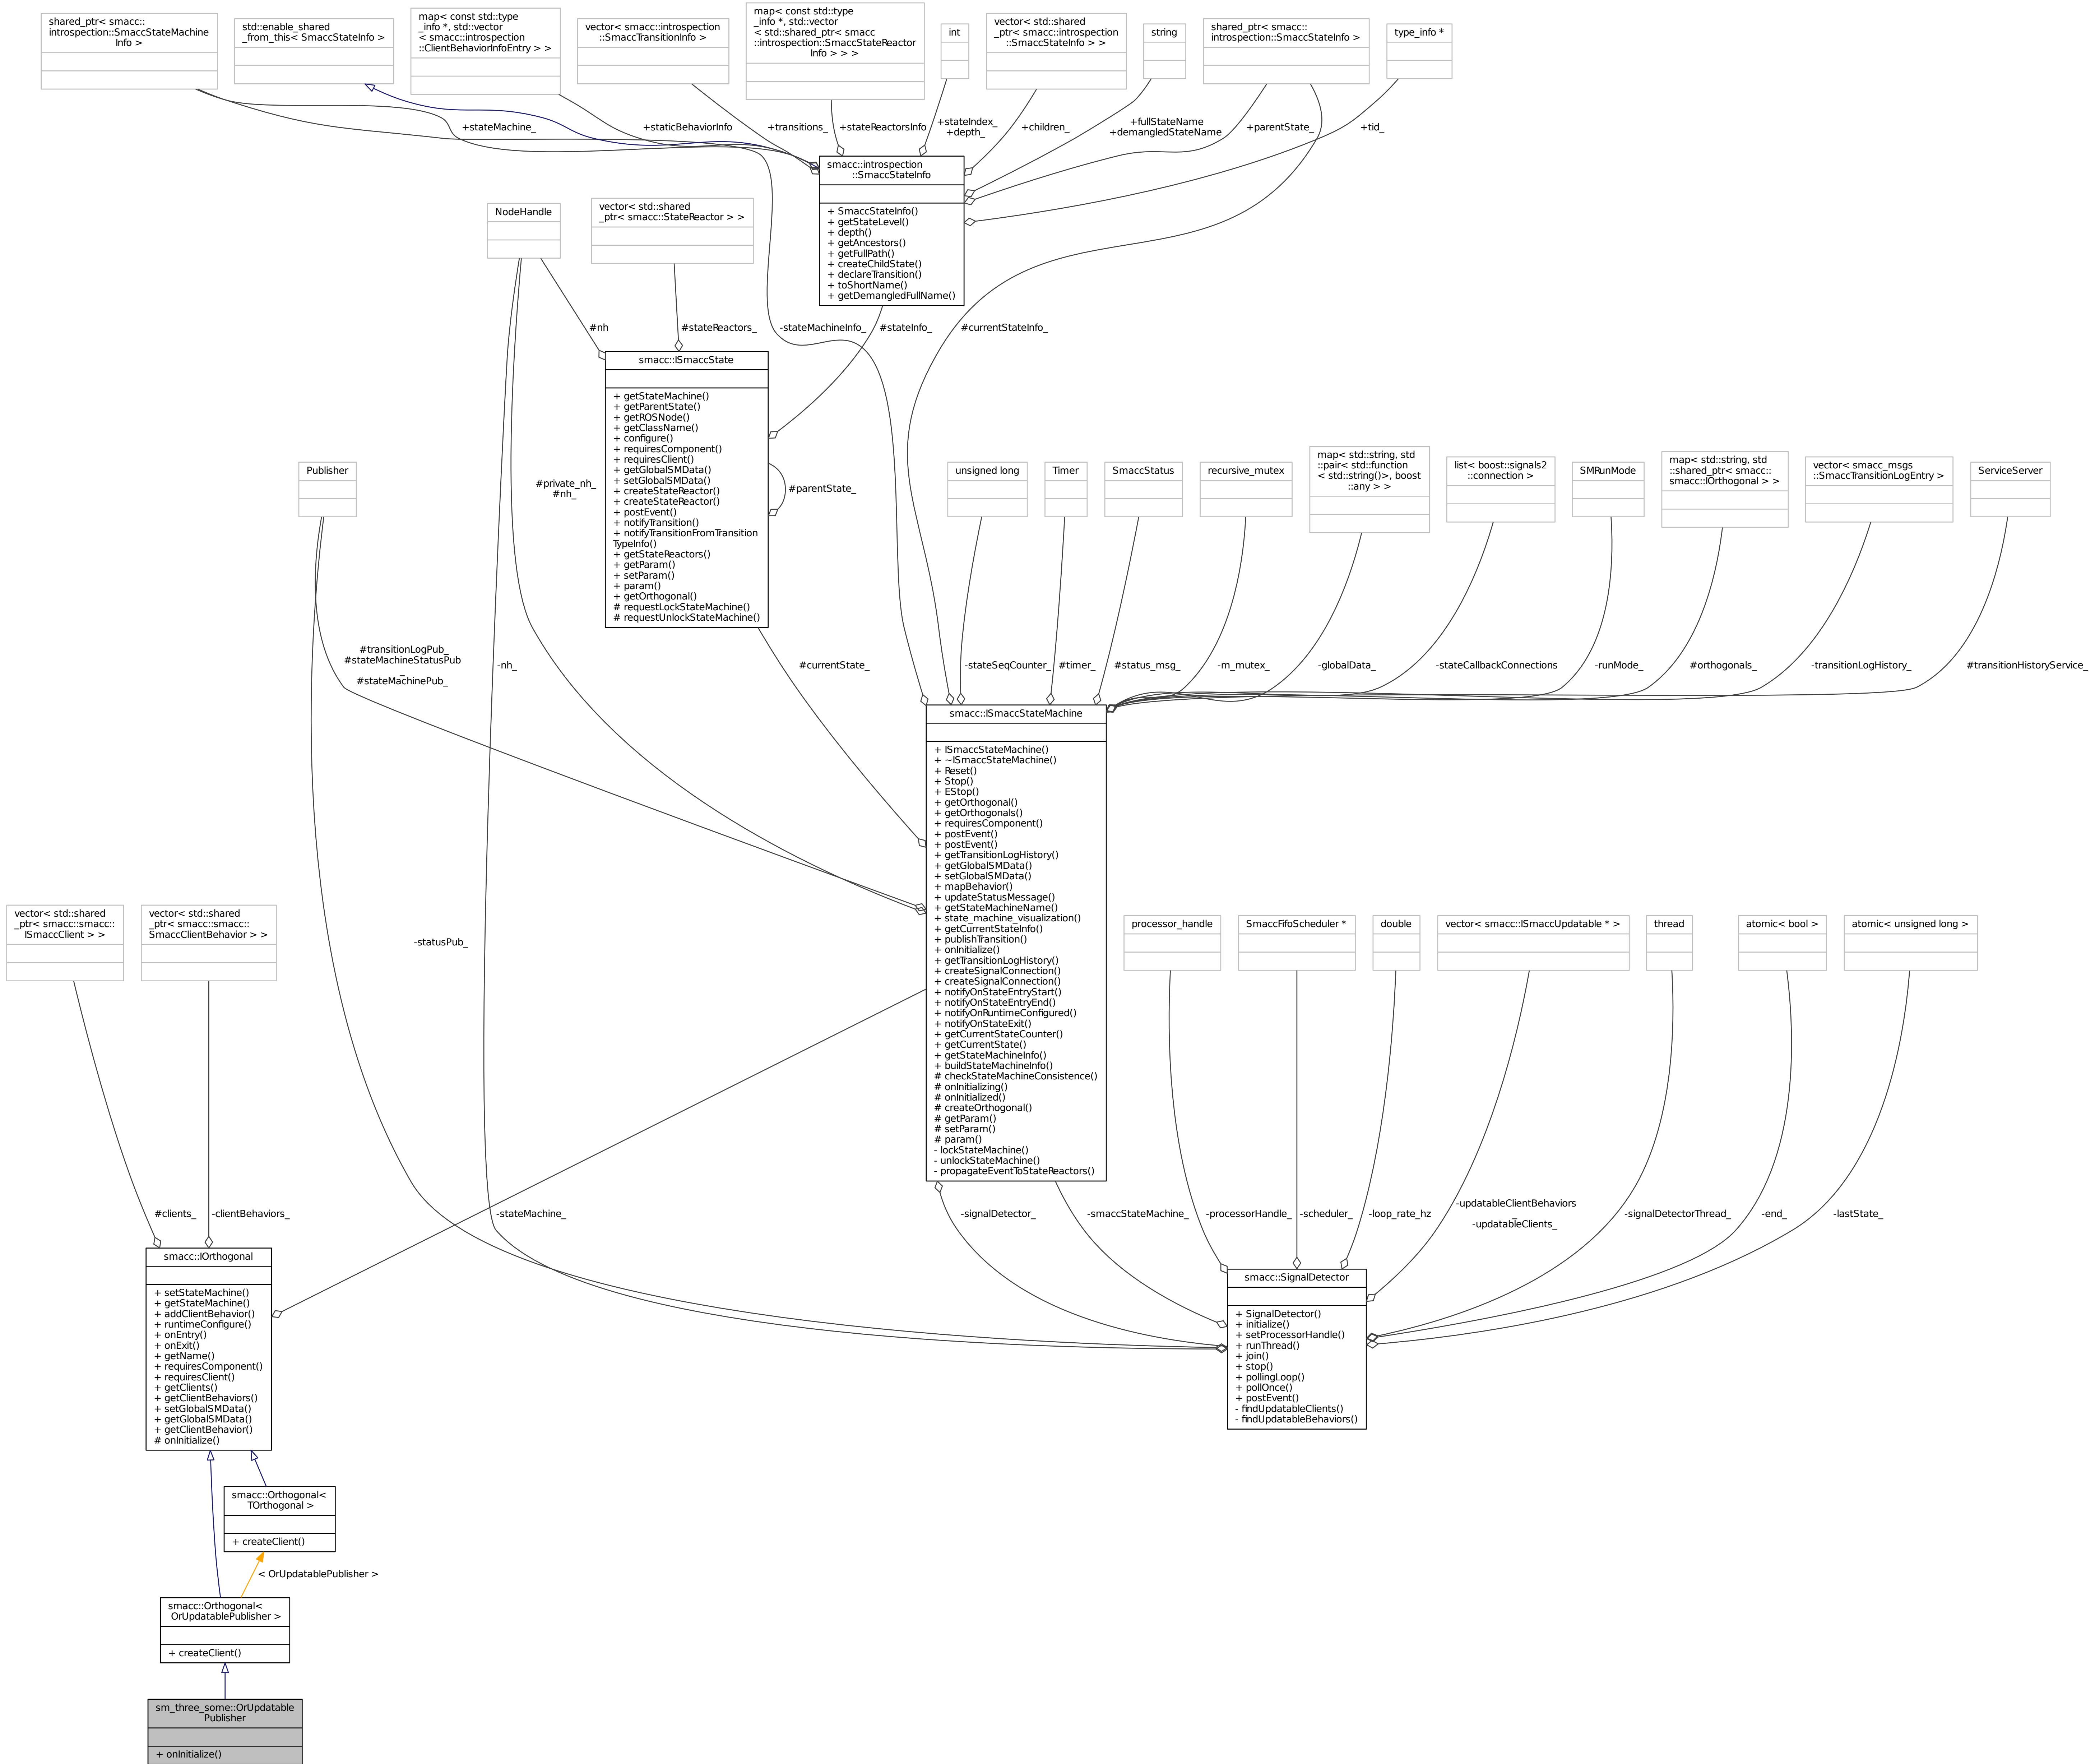 shared_ptr< smacc::
introspection::SmaccStateMachine
Info >
std::enable_shared
_from_this< SmaccStateInfo >
map< const std::type
_info *, std::vector
< smacc::introspection
::ClientBehaviorInfoEntry > >
vector< smacc::introspection
::SmaccTransitionInfo >
map< const std::type
_info *, std::vector
< std::shared_ptr< smacc
::introspection::SmaccStateReactor
Info > > >
int
vector< std::shared
_ptr< smacc::introspection
::SmaccStateInfo > >
string
shared_ptr< smacc::
introspection::SmaccStateInfo >
type_info *
+stateMachine_
+staticBehaviorInfo
+transitions_
+stateReactorsInfo
+stateIndex_
+depth_
+children_
+fullStateName
+demangledStateName
+parentState_
+tid_
smacc::introspection
::SmaccStateInfo
+ SmaccStateInfo()
+ getStateLevel()
+ depth()
+ getAncestors()
+ getFullPath()
+ createChildState()
+ declareTransition()
+ toShortName()
+ getDemangledFullName()
NodeHandle
vector< std::shared
_ptr< smacc::StateReactor > >
#nh
#stateReactors_
-stateMachineInfo_
#stateInfo_
#currentStateInfo_
smacc::ISmaccState
+ getStateMachine()
+ getParentState()
+ getROSNode()
+ getClassName()
+ configure()
+ requiresComponent()
+ requiresClient()
+ getGlobalSMData()
+ setGlobalSMData()
+ createStateReactor()
+ createStateReactor()
+ postEvent()
+ notifyTransition()
+ notifyTransitionFromTransition
TypeInfo()
+ getStateReactors()
+ getParam()
+ setParam()
+ param()
+ getOrthogonal()
# requestLockStateMachine()
# requestUnlockStateMachine()
#parentState_
#private_nh_
#nh_
Publisher
unsigned long
Timer
SmaccStatus
recursive_mutex
map< std::string, std
::pair< std::function
< std::string()>, boost
::any > >
list< boost::signals2
::connection >
SMRunMode
map< std::string, std
::shared_ptr< smacc::
smacc::IOrthogonal > >
vector< smacc_msgs
::SmaccTransitionLogEntry >
ServiceServer
#transitionLogPub_
#stateMachineStatusPub
_
#stateMachinePub_
-nh_
#currentState_
-stateSeqCounter_
#timer_
#status_msg_
-m_mutex_
-globalData_
-stateCallbackConnections
-runMode_
#orthogonals_
-transitionLogHistory_
#transitionHistoryService_
smacc::ISmaccStateMachine
+ ISmaccStateMachine()
+ ~ISmaccStateMachine()
+ Reset()
+ Stop()
+ EStop()
+ getOrthogonal()
+ getOrthogonals()
+ requiresComponent()
+ postEvent()
+ postEvent()
+ getTransitionLogHistory()
+ getGlobalSMData()
+ setGlobalSMData()
+ mapBehavior()
+ updateStatusMessage()
+ getStateMachineName()
+ state_machine_visualization()
+ getCurrentStateInfo()
+ publishTransition()
+ onInitialize()
+ getTransitionLogHistory()
+ createSignalConnection()
+ createSignalConnection()
+ notifyOnStateEntryStart()
+ notifyOnStateEntryEnd()
+ notifyOnRuntimeConfigured()
+ notifyOnStateExit()
+ getCurrentStateCounter()
+ getCurrentState()
+ getStateMachineInfo()
+ buildStateMachineInfo()
# checkStateMachineConsistence()
# onInitializing()
# onInitialized()
# createOrthogonal()
# getParam()
# setParam()
# param()
- lockStateMachine()
- unlockStateMachine()
- propagateEventToStateReactors()
vector< std::shared
_ptr< smacc::smacc::
ISmaccClient > >
vector< std::shared
_ptr< smacc::smacc::
SmaccClientBehavior > >
-statusPub_
processor_handle
SmaccFifoScheduler *
double
vector< smacc::ISmaccUpdatable * >
thread
atomic< bool >
atomic< unsigned long >
#clients_
-clientBehaviors_
-stateMachine_
-signalDetector_
-smaccStateMachine_
-processorHandle_
-scheduler_
-loop_rate_hz
-updatableClientBehaviors
_
-updatableClients_
-signalDetectorThread_
-end_
-lastState_
smacc::IOrthogonal
+ setStateMachine()
+ getStateMachine()
+ addClientBehavior()
+ runtimeConfigure()
+ onEntry()
+ onExit()
+ getName()
+ requiresComponent()
+ requiresClient()
+ getClients()
+ getClientBehaviors()
+ setGlobalSMData()
+ getGlobalSMData()
+ getClientBehavior()
# onInitialize()
smacc::SignalDetector
+ SignalDetector()
+ initialize()
+ setProcessorHandle()
+ runThread()
+ join()
+ stop()
+ pollingLoop()
+ pollOnce()
+ postEvent()
- findUpdatableClients()
- findUpdatableBehaviors()
smacc::Orthogonal<
TOrthogonal >
+ createClient()
< OrUpdatablePublisher >
smacc::Orthogonal<
OrUpdatablePublisher >
+ createClient()
sm_three_some::OrUpdatable
Publisher
+ onInitialize()